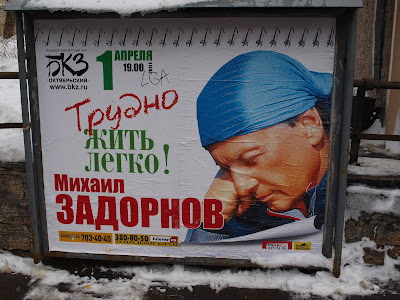 БКЗ
ОКТЯБРЬСКИЙ
www.bkz.ru
1 АПРЕЛЯ
19.00
Трудно
ЖИТЬ
ЛЕГКО!
МИХАИЛ
ЗАДОРНОВ
703-40-40 380-80-50